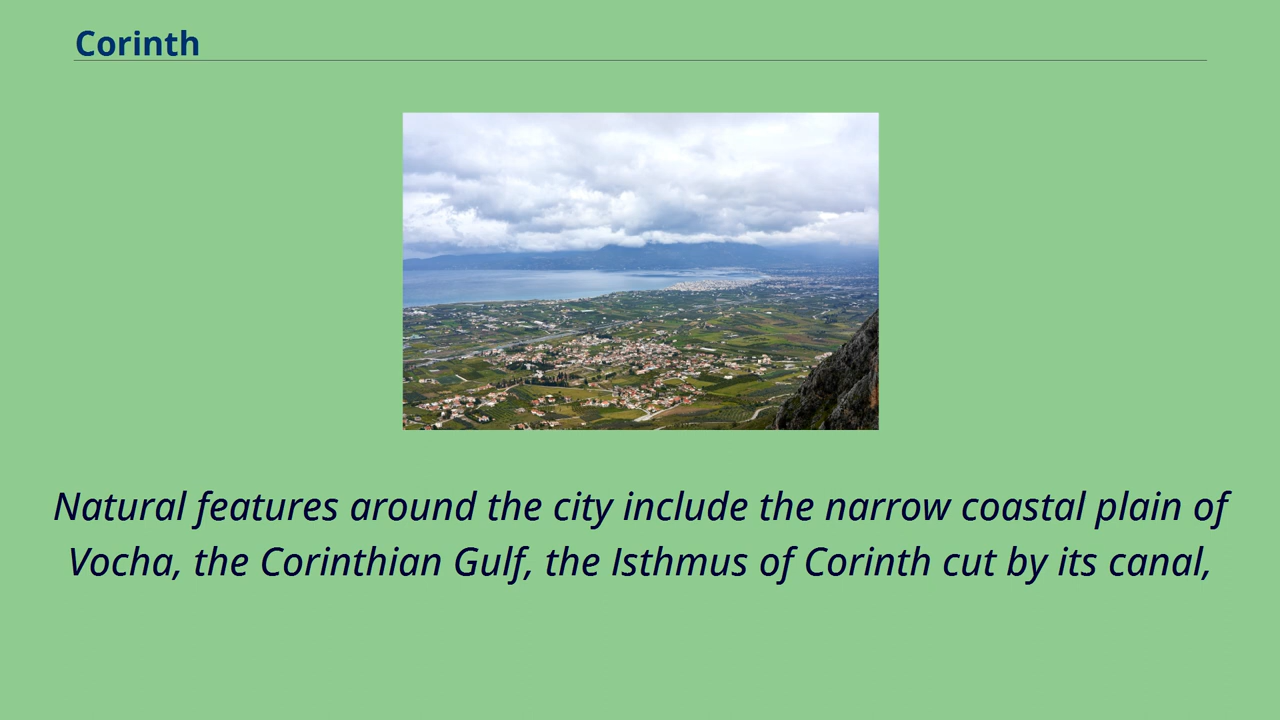 Corinth
Natural features around the city include the narrow coastal plain of
Vocha, the Corinthian Gulf, the Isthmus of Corinth cut by its canal,